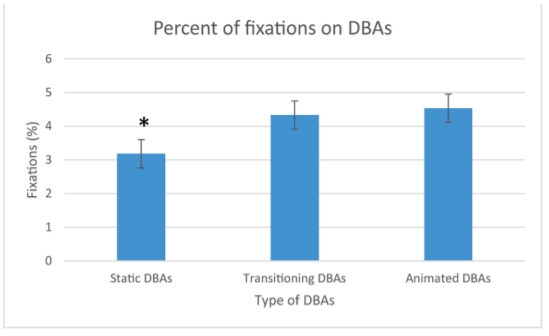 Percent of fixations on DBAs
6
5
4
3
2
1
0
Fixations (%)
*
Static DBAs
Transitioning DBAs
Animated DBAs
Type of DBAs